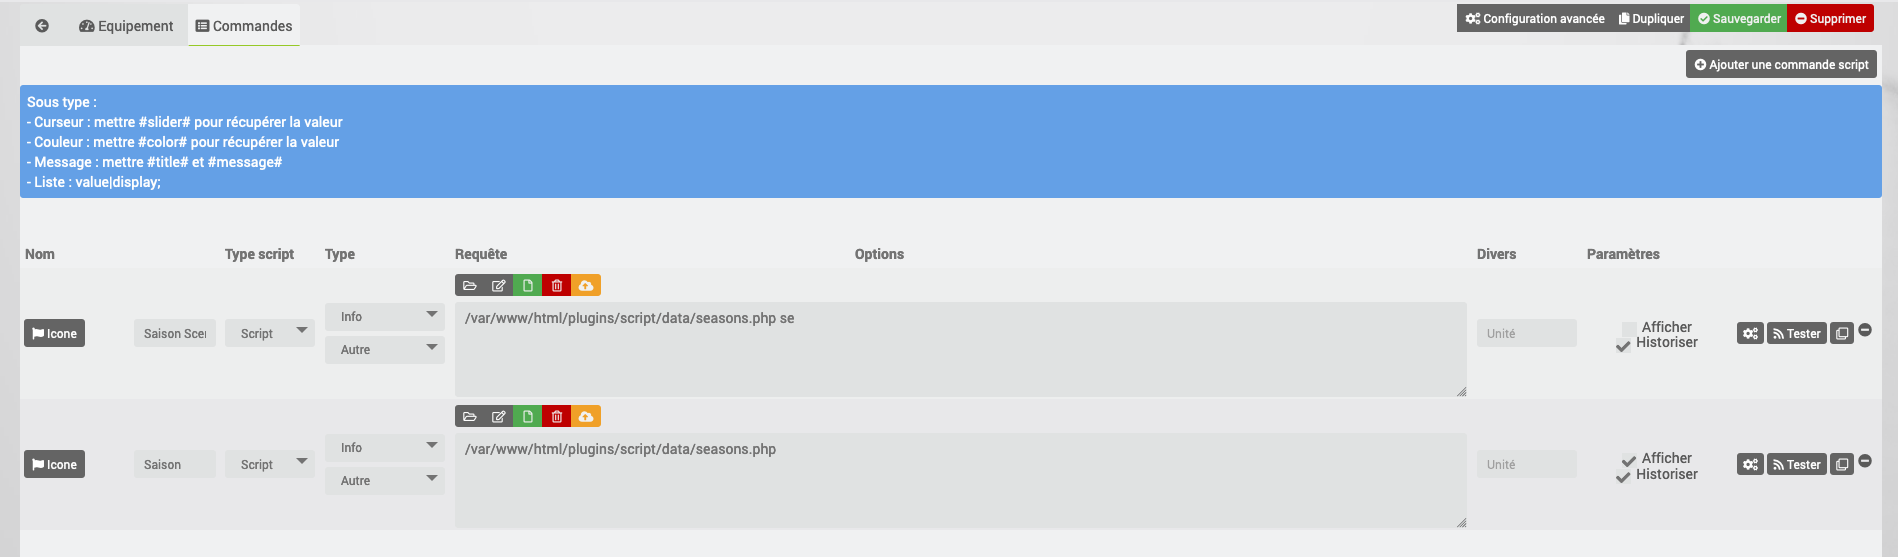 Equipement
Commandes
Configuration avancée
Dupliquer
Sauvegarder
Supprimer
Ajouter une commande script
Sous type :
- Curseur : mettre #slider# pour récupérer la valeur
- Couleur : mettre #color# pour récupérer la valeur
- Message : mettre #title# et #message#
- Liste : value|display;
Nom
Type script
Type
Requête
Options
Divers
Paramètres
Icone
Saison Scen
Script
Info
Autre
/var/www/html/plugins/script/data/seasons.php se
Unité
Afficher
Historiser
Tester
Icone
Saison
Script
Info
Autre
/var/www/html/plugins/script/data/seasons.php
Unité
Afficher
Historiser
Tester